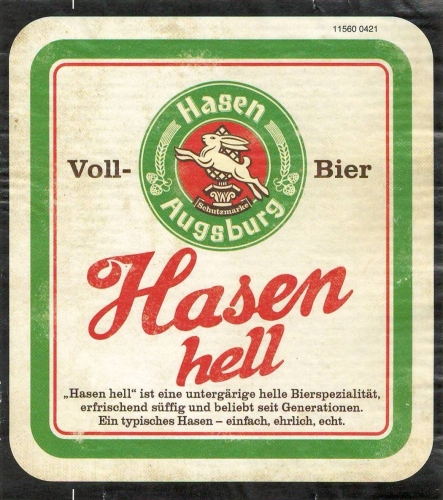 11560 0421
Hasen
Voll- Bier
Schutzmarke
Augsburg
Hasen
hell
„Hasen hell“ ist eine untergärige helle Bierspezialität,
erfrischend süffig und beliebt seit Generationen.
Ein typisches Hasen – einfach, ehrlich, echt.